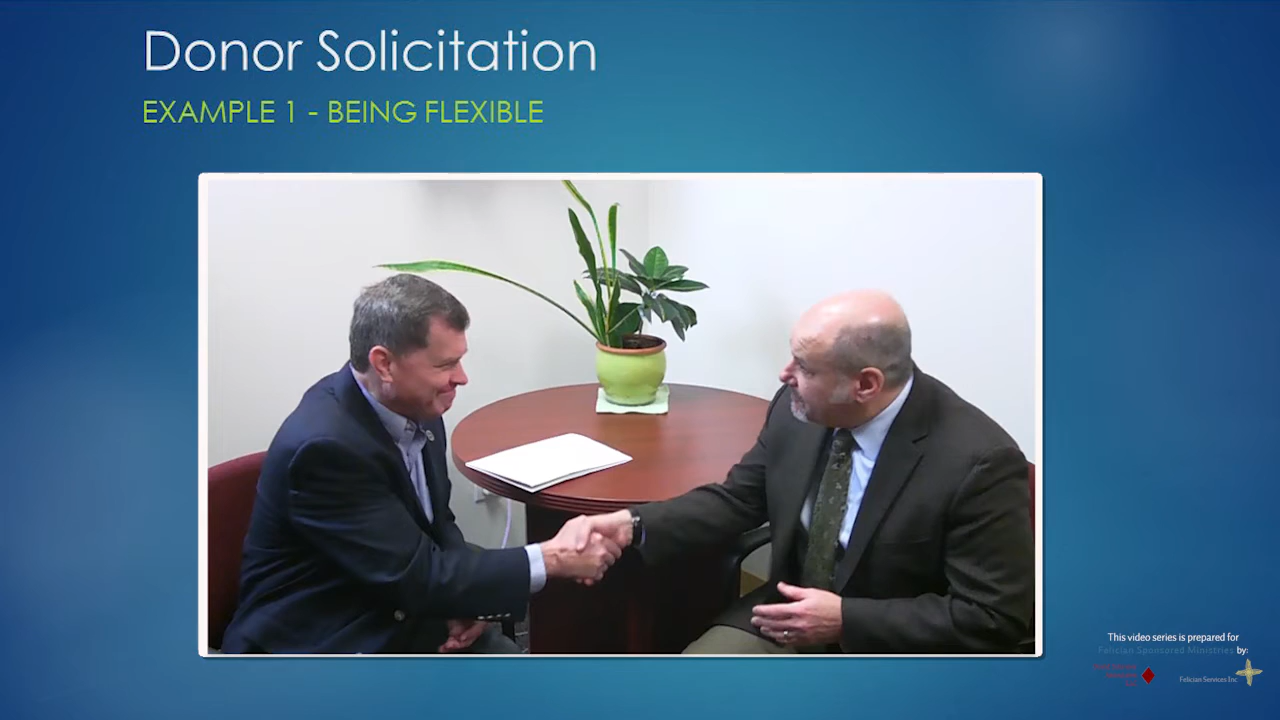 Donor Solicitation
EXAMPLE 1 - BEING FLEXIBLE
This video series is prepared for
Felician Sponsored Ministries by:
Felician Services Inc.